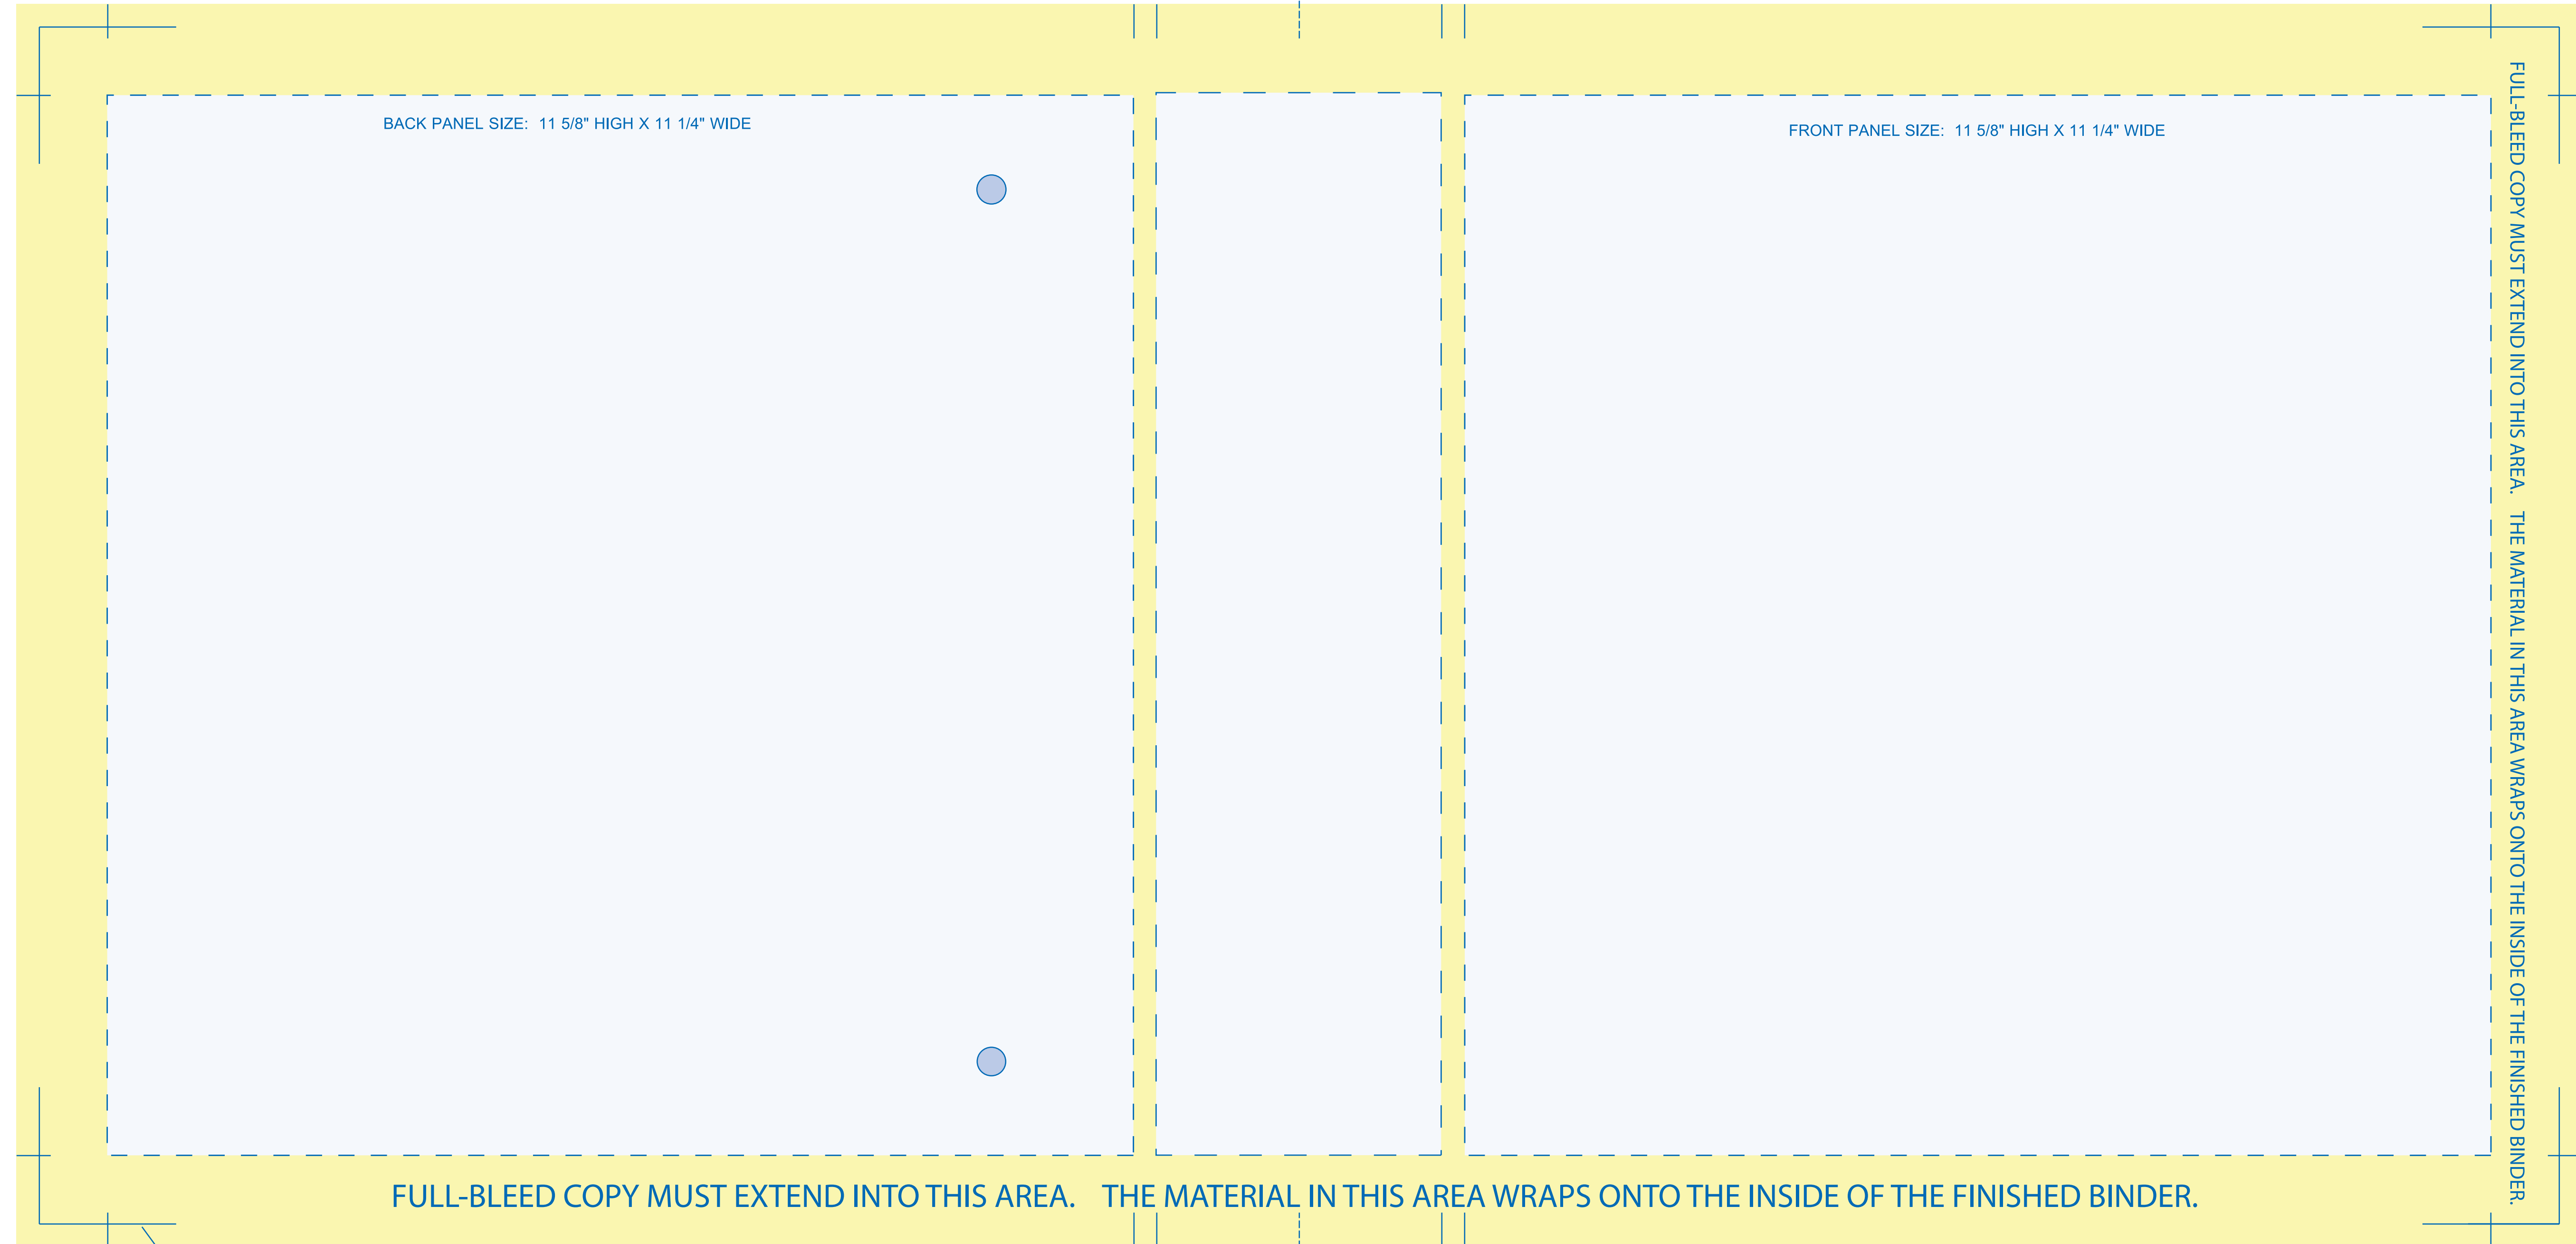 BACK PANEL SIZE:  11 5/8" HIGH X 11 1/4" WIDE
FRONT PANEL SIZE:  11 5/8" HIGH X 11 1/4" WIDE
FULL-BLEED COPY MUST EXTEND INTO THIS AREA.    THE MATERIAL IN THIS AREA WRAPS ONTO THE INSIDE OF THE FINISHED BINDER.
FULL-BLEED COPY MUST EXTEND INTO THIS AREA.    THE MATERIAL IN THIS AREA WRAPS ONTO THE INSIDE OF THE FINISHED BINDER.